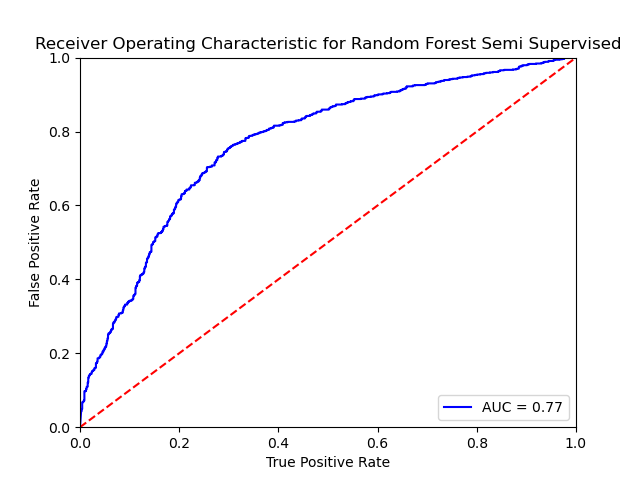 Receiver Operating Characteristic for Random Forest Semi Supervised
1.0
0.8
0.6
0.4
0.2
0.0
False Positive Rate
AUC = 0.77
0.0 0.2 0.4 0.6 0.8 1.0
True Positive Rate